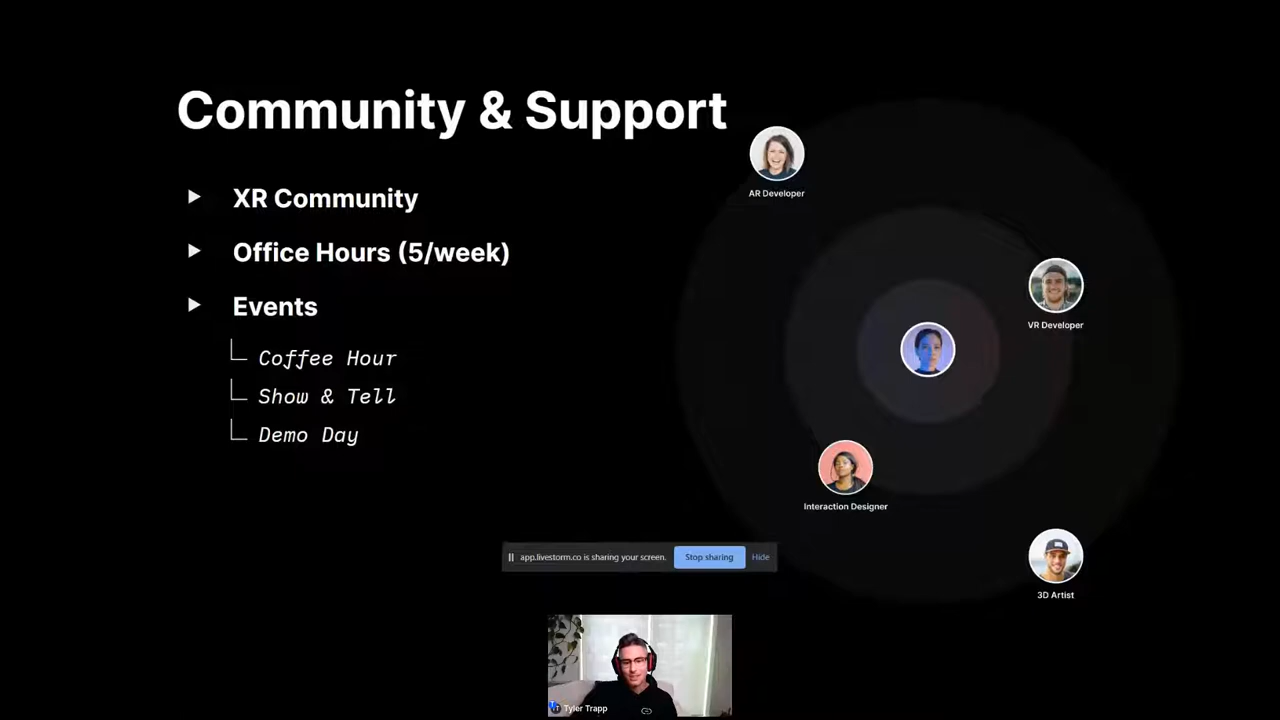 Community & Support
AR Developer
XR Community
Office Hours (5/week)
Events
VR Developer
Coffee Hour
Show & Tell
Demo Day
Interaction Designer
app.livestorm.co is sharing your screen.
Stop sharing
Hide
3D Artist
Tyler Trapp